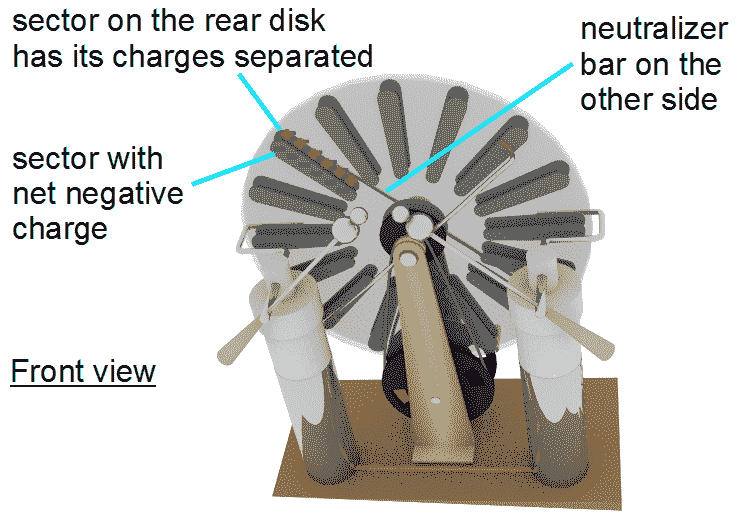 sector on the rear disk
has its charges separated
neutralizer
bar on the
other side
sector with
net negative
charge
Front view